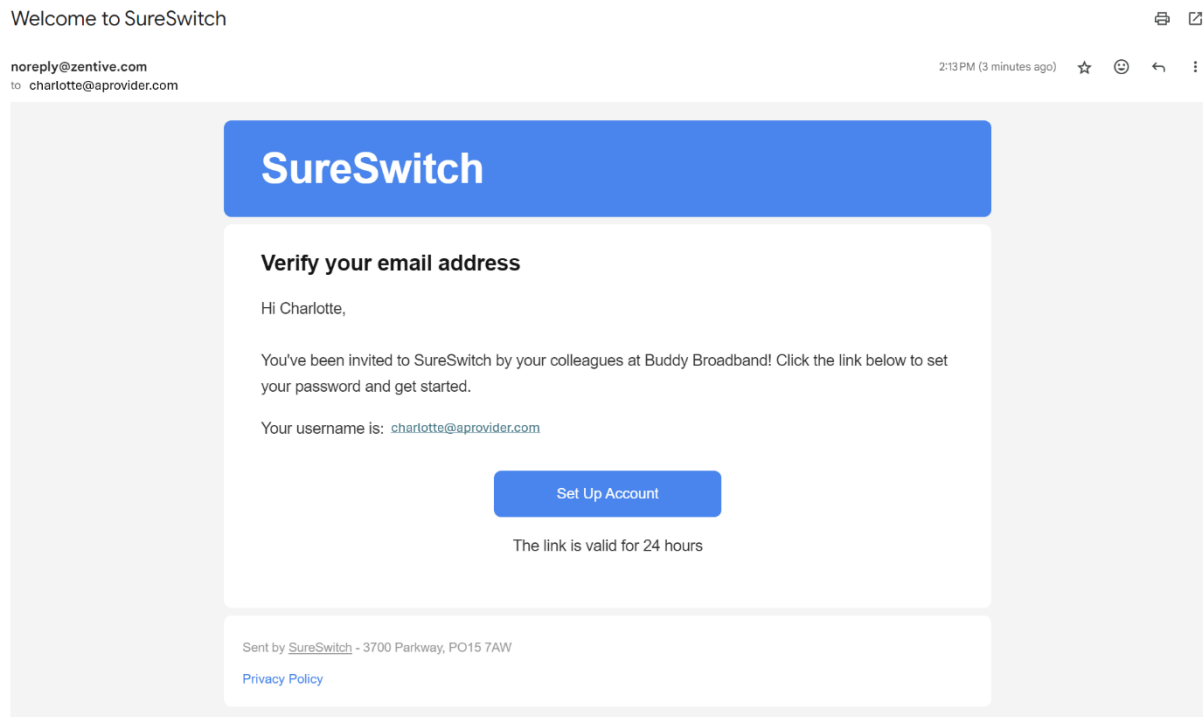 Welcome to SureSwitch
noreply@zentive.com
2:13 PM (3 minutes ago)
to charlotte@aprovider.com
SureSwitch
Verify your email address
Hi Charlotte,
You've been invited to SureSwitch by your colleagues at Buddy Broadband! Click the link below to set
your password and get started.
Your username is: charlotte@aprovider.com
Set Up Account
The link is valid for 24 hours
Sent by SureSwitch - 3700 Parkway, PO15 7AW
Privacy Policy